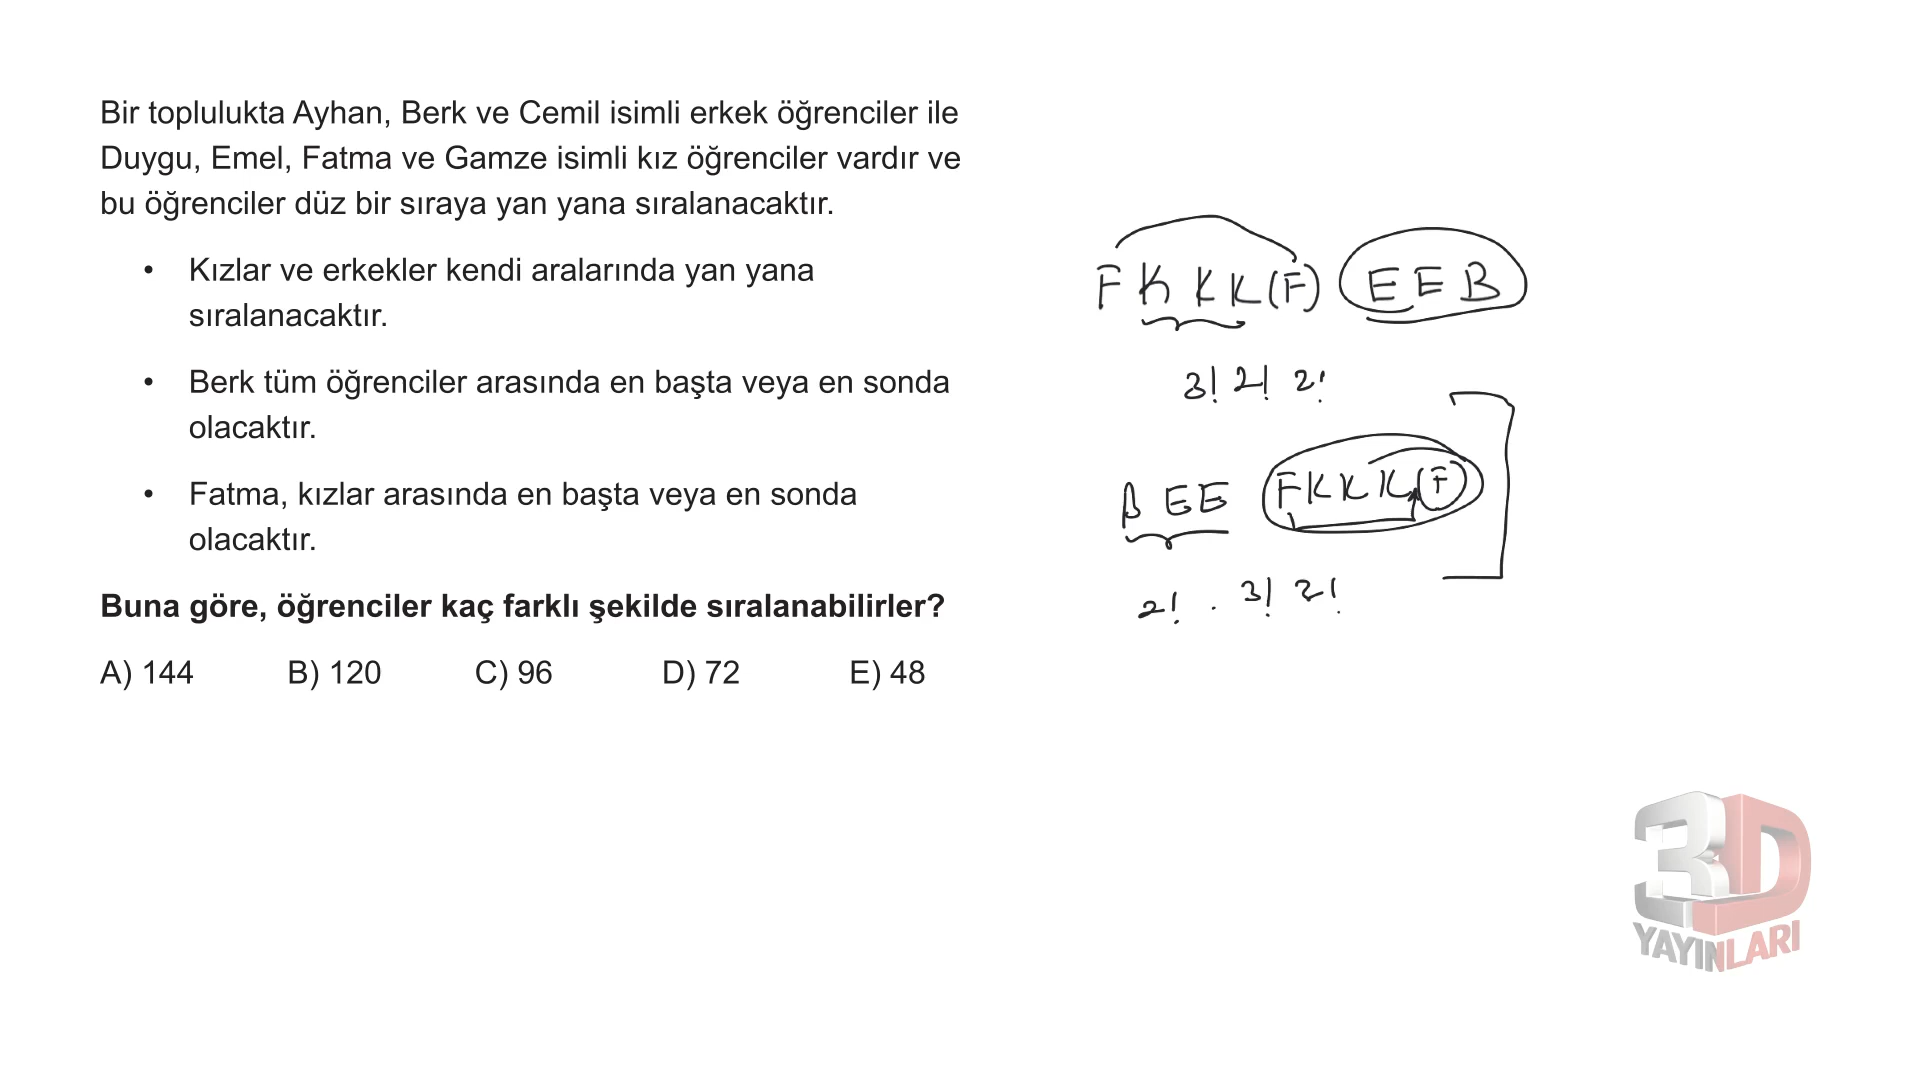 Bir toplulukta Ayhan, Berk ve Cemil isimli erkek öğrenciler ile
Duygu, Emel, Fatma ve Gamze isimli kız öğrenciler vardır ve
bu öğrenciler düz bir sıraya yan yana sıralanacaktır.
• Kızlar ve erkekler kendi aralarında yan yana
sıralanacaktır.
• Berk tüm öğrenciler arasında en başta veya en sonda
olacaktır.
• Fatma, kızlar arasında en başta veya en sonda
olacaktır.
Buna göre, öğrenciler kaç farklı şekilde sıralanabilirler?
A) 144 B) 120 C) 96 D) 72 E) 48
F K K K (F) E E B
3! 2! 2!
B E E F K K K (F)
2! . 3! 2!
3D
YAYINLARI